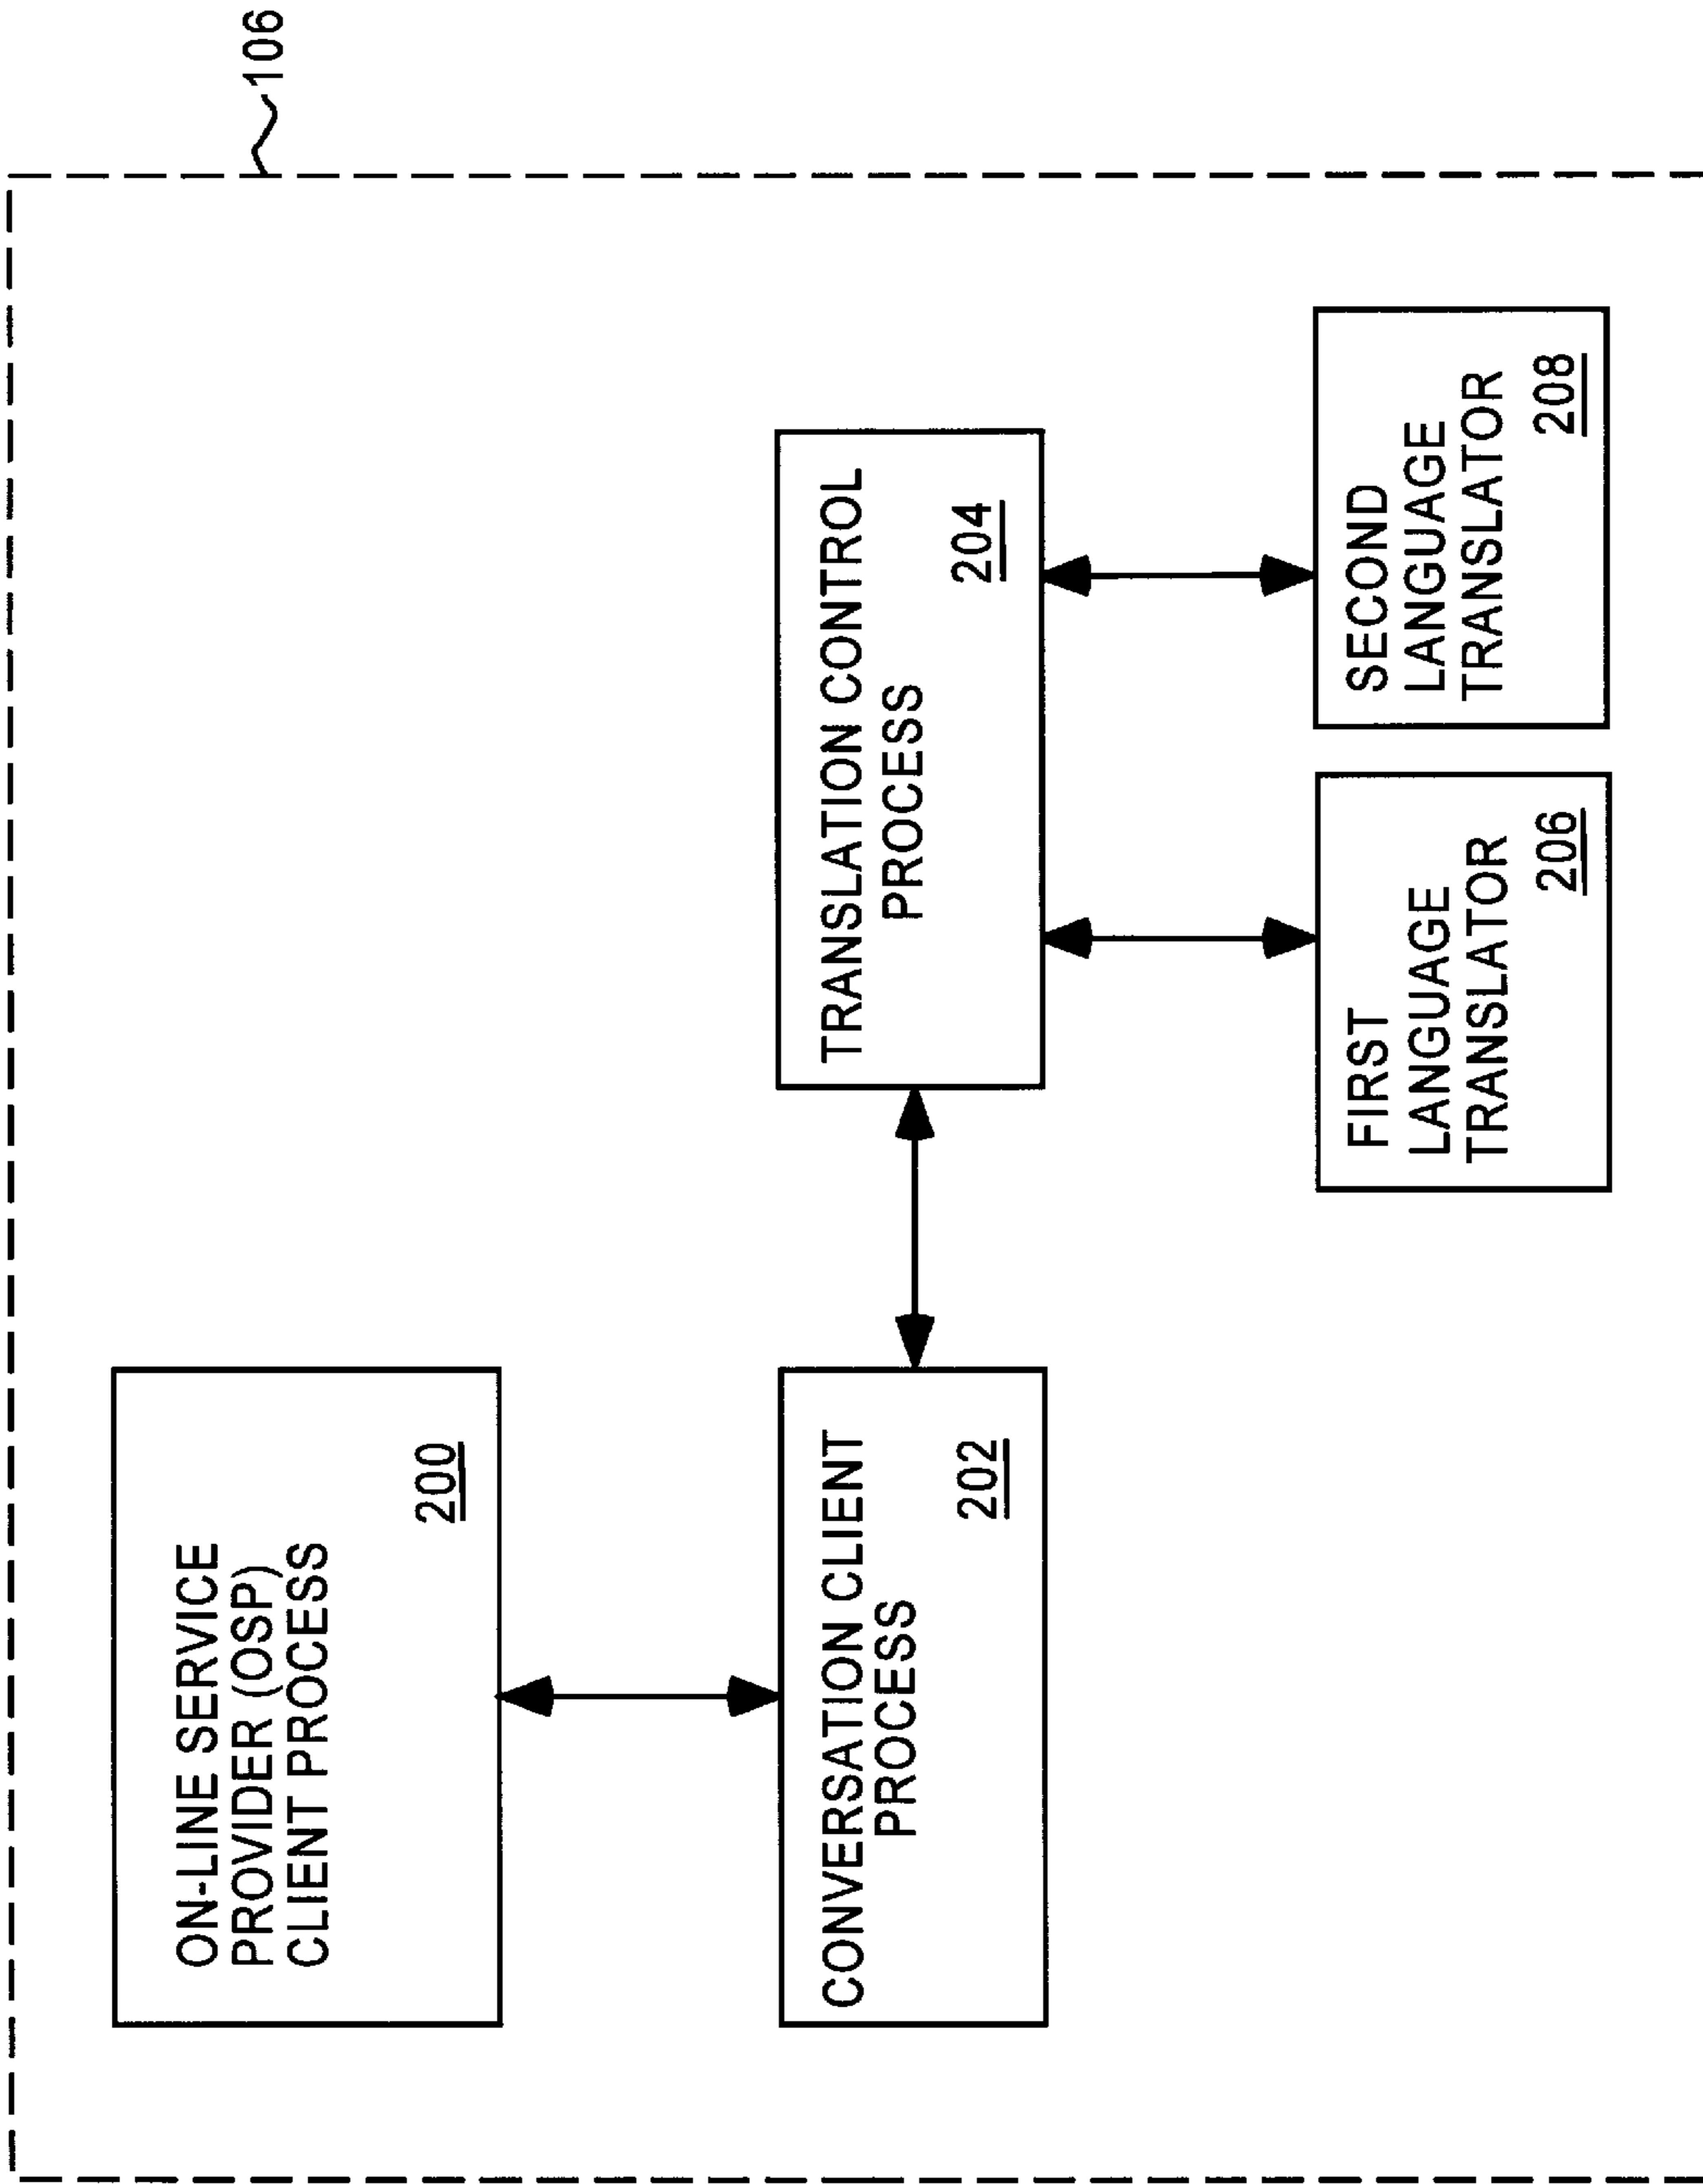 106
ON-LINE SERVICE
PROVIDER (OSP)
CLIENT PROCESS
200
CONVERSATION CLIENT
PROCESS
202
TRANSLATION CONTROL
PROCESS
204
FIRST
LANGUAGE
TRANSLATOR
206
SECOND
LANGUAGE
TRANSLATOR
208